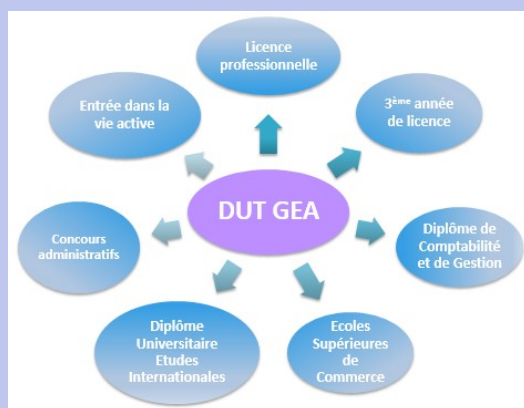 Licence
professionnelle
Entrée dans la
vie active
3ème année
de licence
DUT GEA
Concours
administratifs
Diplôme de
Comptabilité
et de Gestion
Diplôme
Universitaire
Etudes
Internationales
Ecoles
Supérieures
de
Commerce